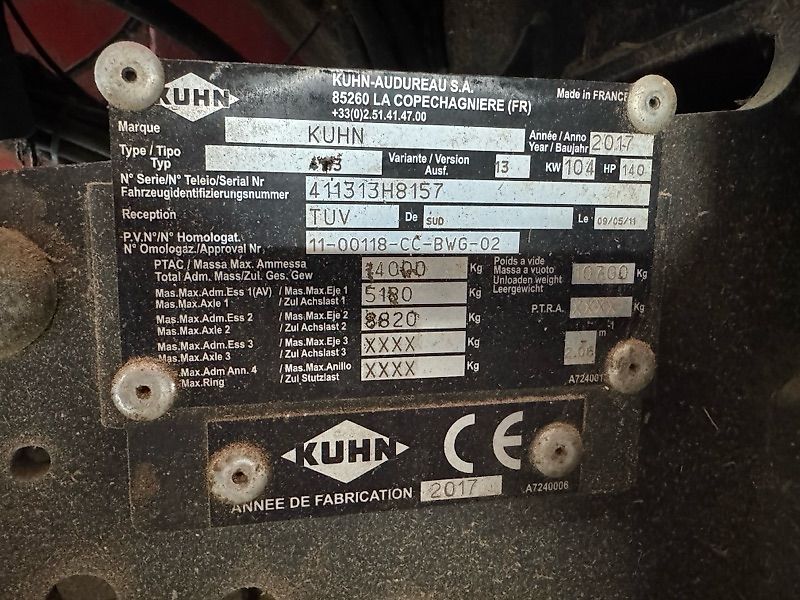 KUHN
KUHN-AUDUREAU S.A.
85260 LA COPECHAGNIERE (FR)
+33(0)2.51.41.47.00
Made in FRANCE
Marque KUHN Année / Anno 2017
Year / Baujahr
Type / Tipo Variante / Version 13 KW 104 HP 140
Typ Ausf.
N° Serie/N° Teleio/Serial Nr 411313H8157
Fahrzeugidentifizierungsnummer
Reception TUV De SUD Le 09/05/11
P.V.N°/N° Homologat. 11-00118-CC-BWG-02
N° Omologaz./Approval Nr
PTAC / Massa Max. Ammessa 14000 Kg Poids a vide
Total Adm. Mass/Zul. Ges. Gew Massa a vuoto
Unloaden weight 10700 Kg
Leergewicht
Mas.Max.Adm.Ess 1(AV) / Mas.Max.Eje 1 5180 Kg
Mas.Max.Axle 1 / Zul Achslast 1
P.T.R.A. XXXX Kg
Mas.Max.Adm.Ess 2 / Mas.Max.Eje 2 8820 Kg
Mas.Max.Axle 2 / Zul Achslast 2
Mas.Max.Adm.Ess 3 / Mas.Max.Eje 3 XXXX Kg
Mas.Max.Axle 3 / Zul Achslast 3
m⁻¹
Mas.Max.Adm Ann. 4 / Mas.Max.Anillo XXXX Kg
Max.Ring / Zul Stutzlast
A724001
KUHN CE
ANNEE DE FABRICATION 2017 A7240006